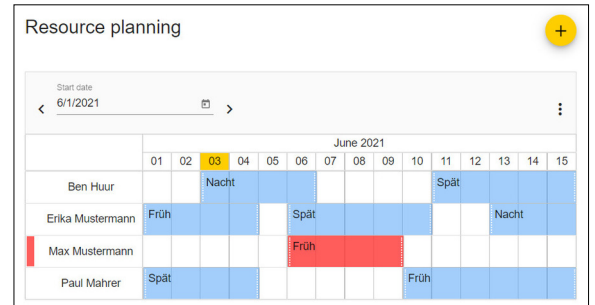 Resource planning
+
Start date
6/1/2021
June 2021
01 02 03 04 05 06 07 08 09 10 11 12 13 14 15
Ben Huur Nacht Spät
Erika Mustermann Früh Spät Nacht
Max Mustermann Früh
Paul Mahrer Spät Früh